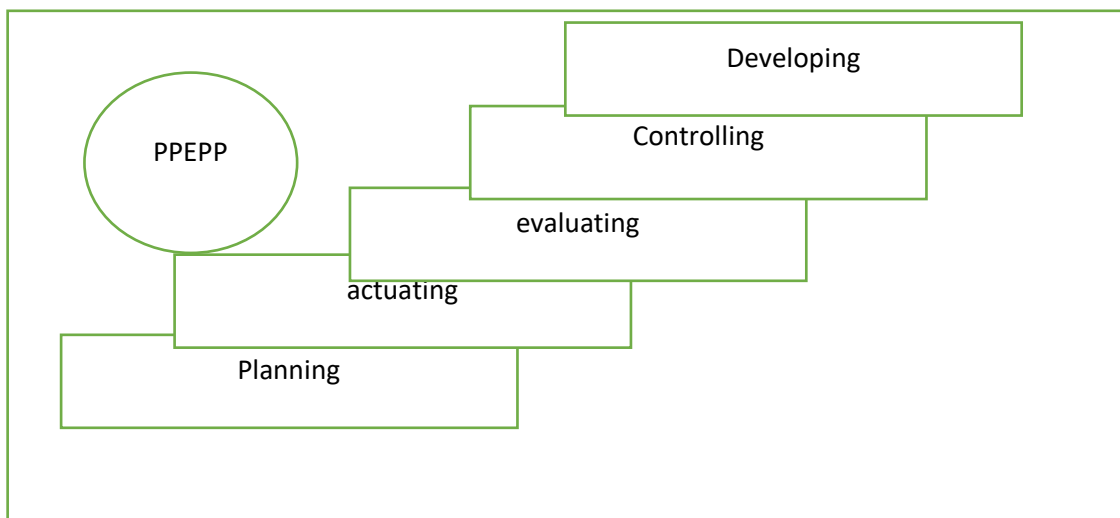 Developing
Controlling
PPEPP
evaluating
actuating
Planning